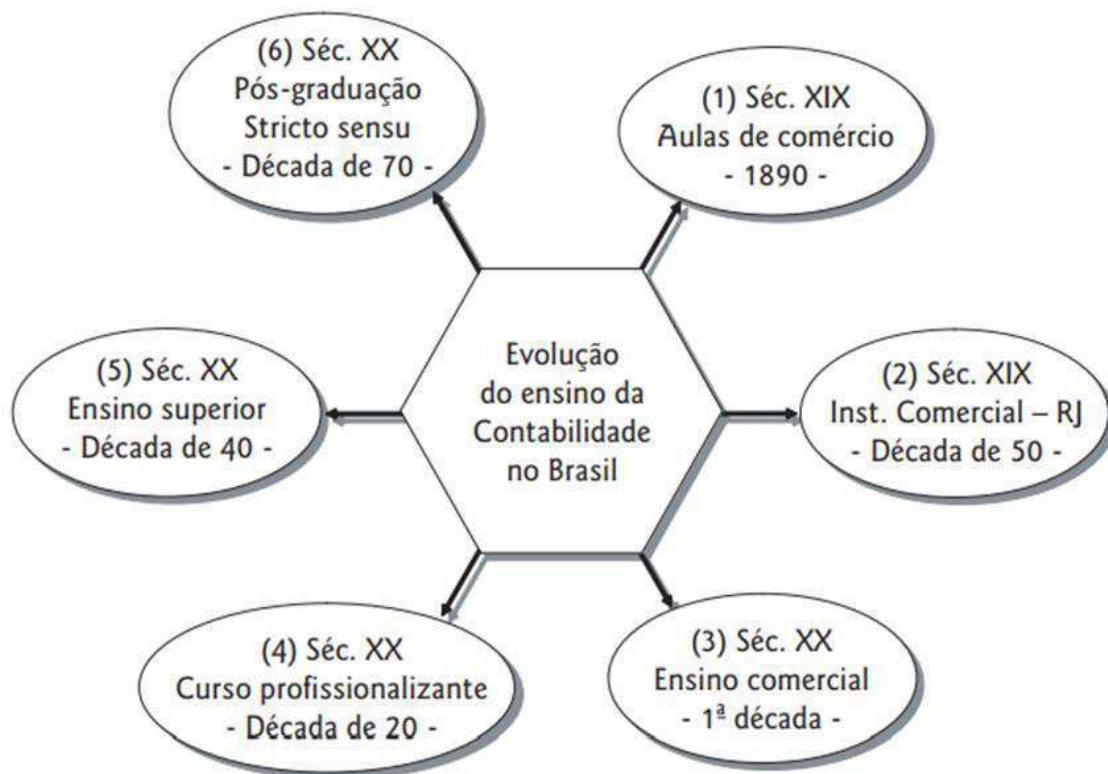 (6) Séc. XX
Pós-graduação
Stricto sensu
- Década de 70 -
(1) Séc. XIX
Aulas de comércio
- 1890 -
(5) Séc. XX
Ensino superior
- Década de 40 -
Evolução
do ensino da
Contabilidade
no Brasil
(2) Séc. XIX
Inst. Comercial – RJ
- Década de 50 -
(4) Séc. XX
Curso profissionalizante
- Década de 20 -
(3) Séc. XX
Ensino comercial
- 1ª década -